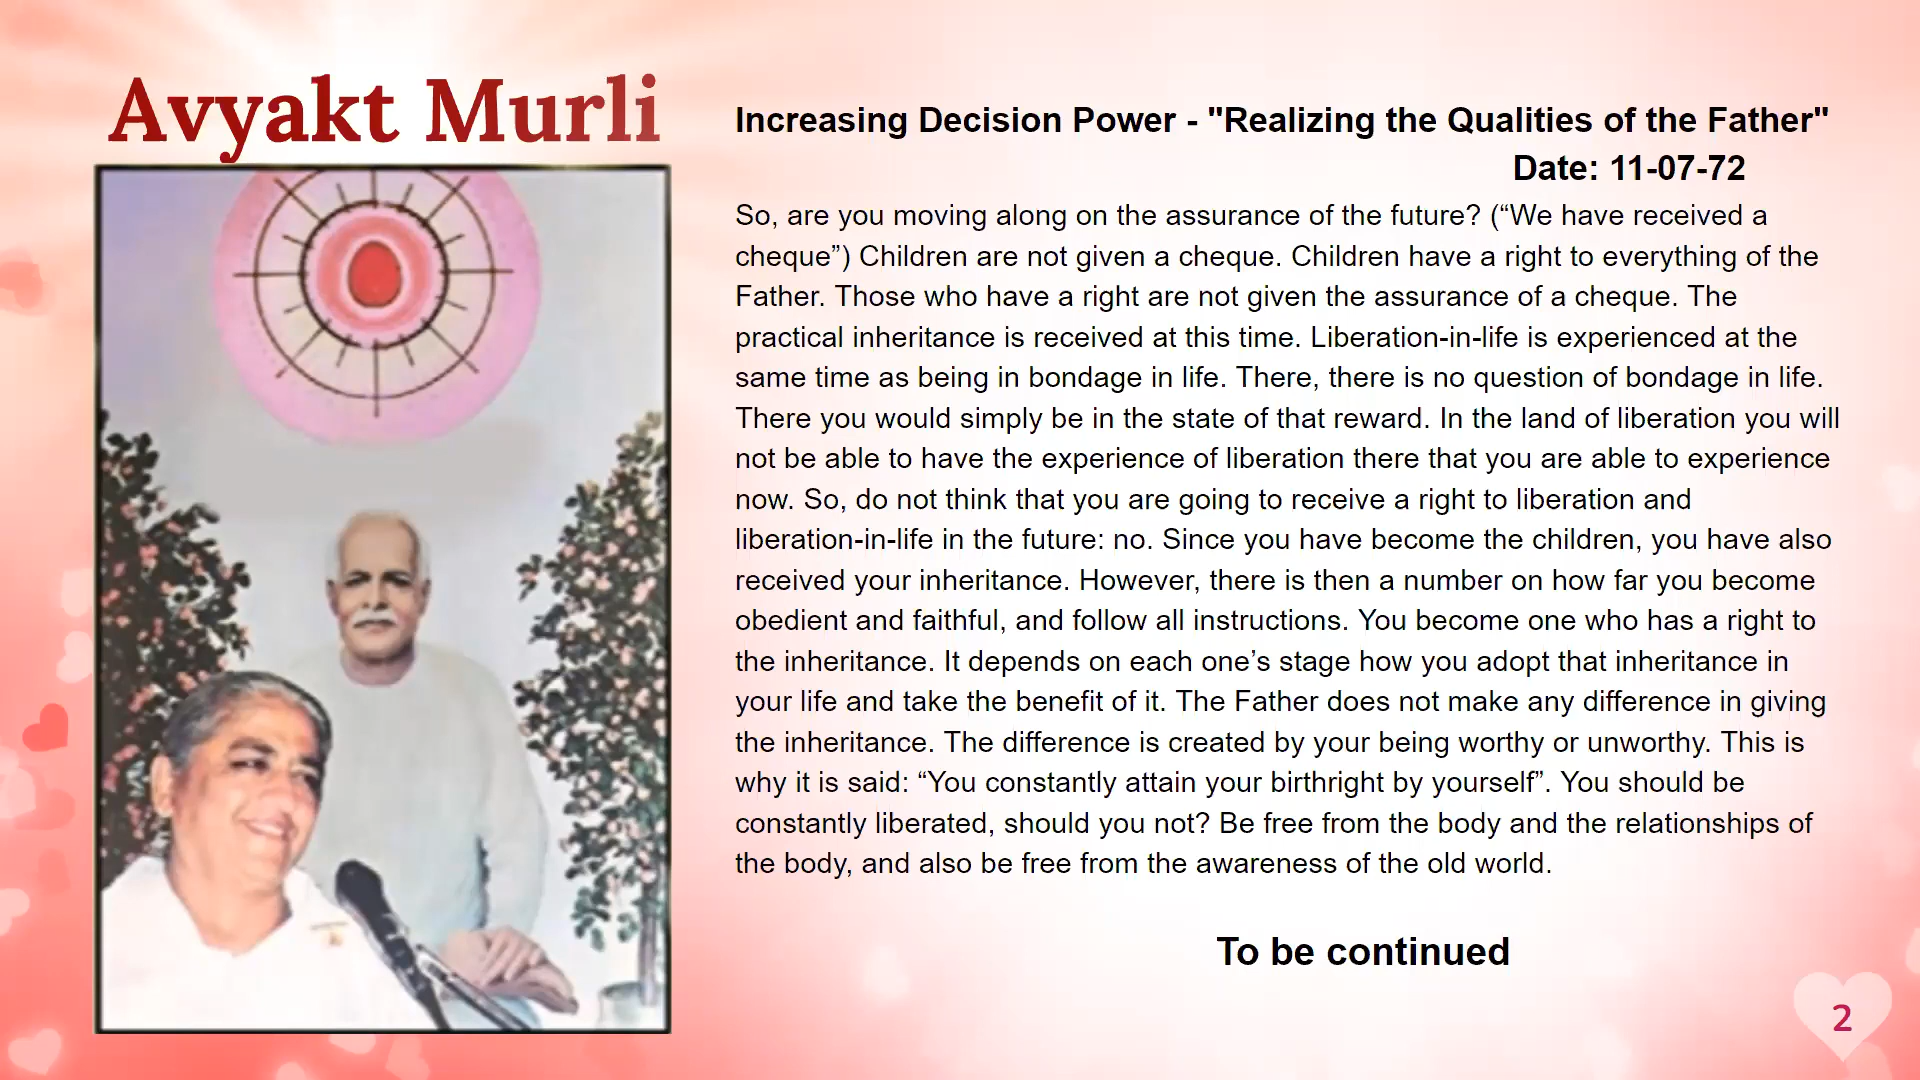 Avyakt Murli
Increasing Decision Power - "Realizing the Qualities of the Father"
Date: 11-07-72
So, are you moving along on the assurance of the future? (“We have received a
cheque”) Children are not given a cheque. Children have a right to everything of the
Father. Those who have a right are not given the assurance of a cheque. The
practical inheritance is received at this time. Liberation-in-life is experienced at the
same time as being in bondage in life. There, there is no question of bondage in life.
There you would simply be in the state of that reward. In the land of liberation you will
not be able to have the experience of liberation there that you are able to experience
now. So, do not think that you are going to receive a right to liberation and
liberation-in-life in the future: no. Since you have become the children, you have also
received your inheritance. However, there is then a number on how far you become
obedient and faithful, and follow all instructions. You become one who has a right to
the inheritance. It depends on each one’s stage how you adopt that inheritance in
your life and take the benefit of it. The Father does not make any difference in giving
the inheritance. The difference is created by your being worthy or unworthy. This is
why it is said: “You constantly attain your birthright by yourself”. You should be
constantly liberated, should you not? Be free from the body and the relationships of
the body, and also be free from the awareness of the old world.
To be continued
2